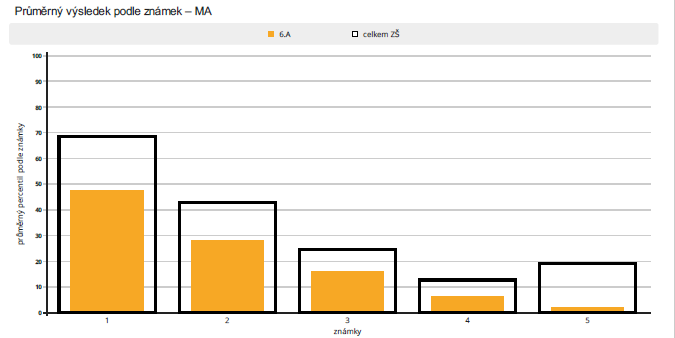 Průměrný výsledek podle známek – MA
6.A celkem ZŠ
100
90
80
70
60
50
40
30
20
10
0
průměrný percentil podle známky
1 2 3 4 5
známky